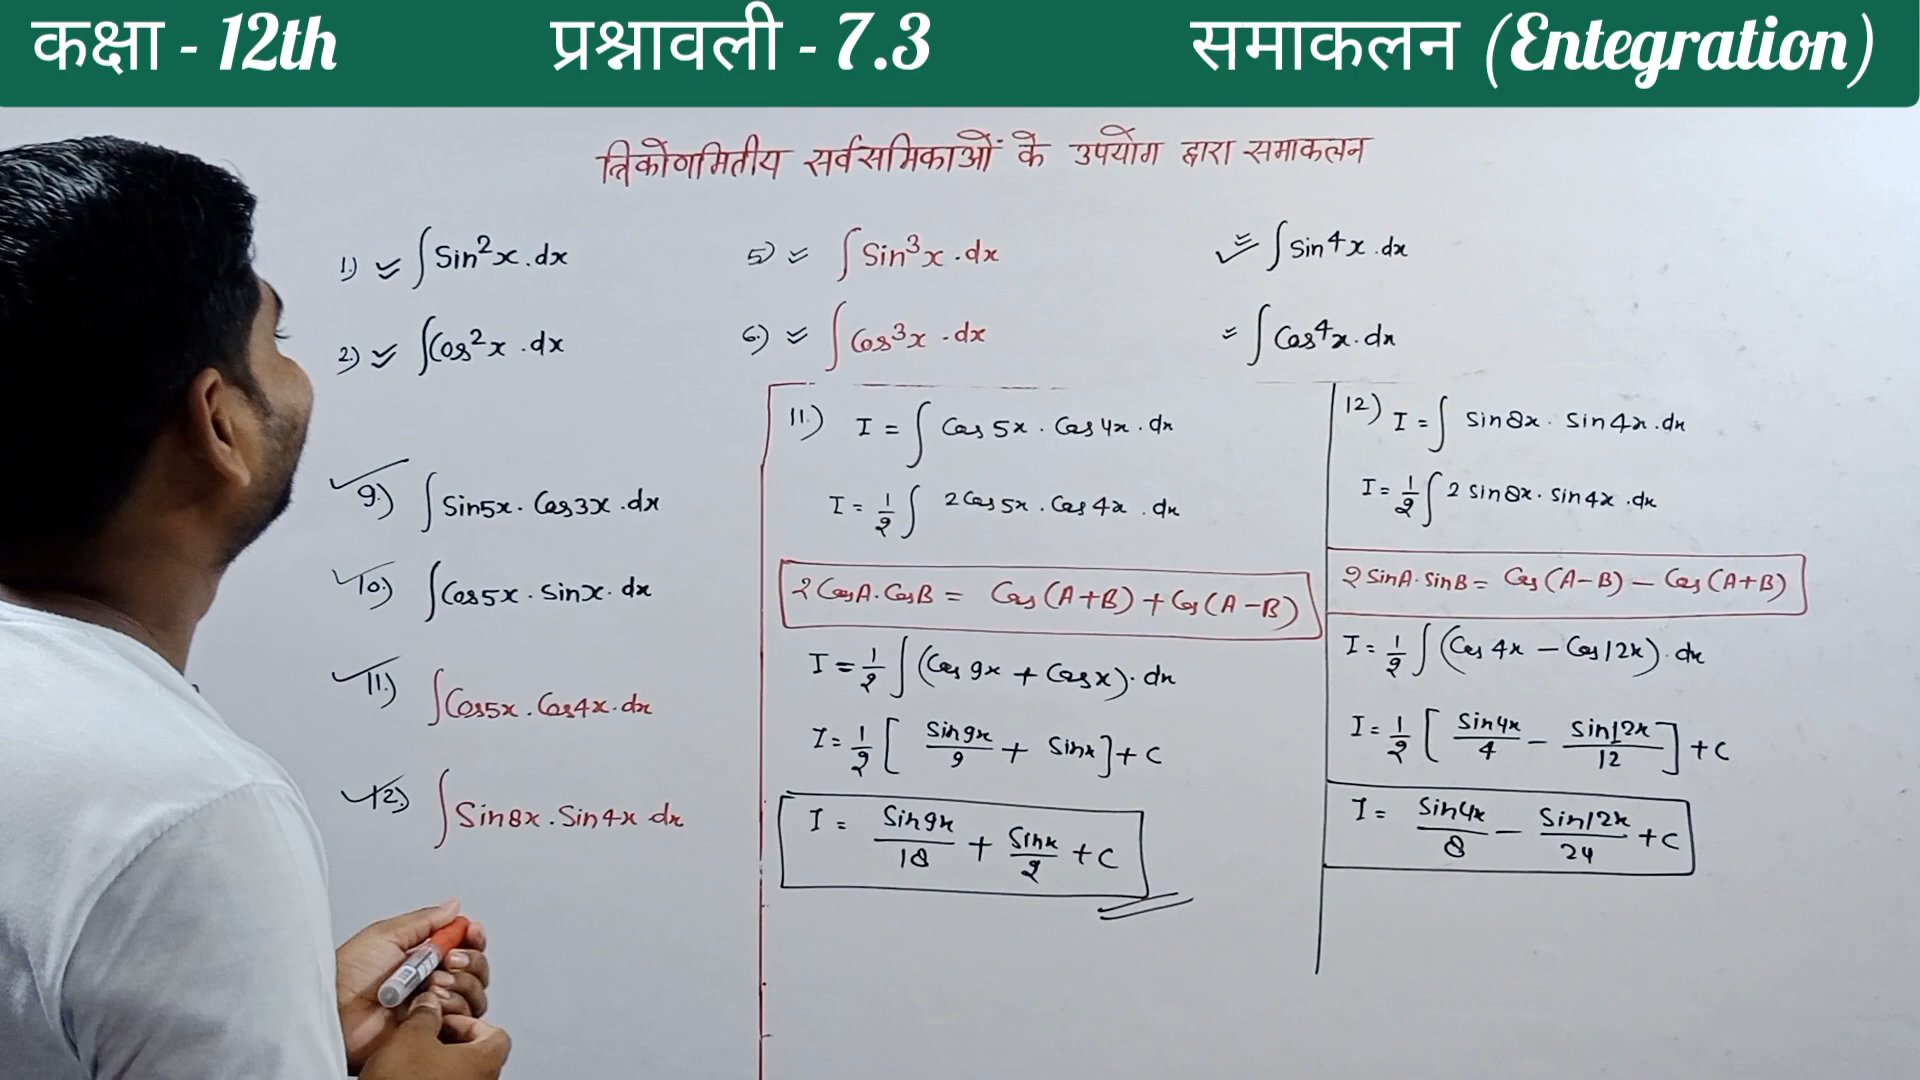 कक्षा - 12th प्रश्नावली - 7.3 समाकलन (Entegration)
त्रिकोणमितीय सर्वसमिकाओं के उपयोग द्वारा समाकलन
1.) ∫Sin²x.dx
2.) ∫Cos²x.dx
9.) ∫Sin5x.Cos3x.dx
10.) ∫Cos5x.sinx.dx
11.) ∫Cos5x.Cos4x.dx
12.) ∫Sin8x.Sin4x dx
5.) ∫Sin³x.dx
6.) ∫Cos³x.dx
= ∫sin⁴x.dx
= ∫Cos⁴x.dx
11.) I = ∫ Cos5x.Cos4x.dx
I = 1/2 ∫ 2Cos5x.Cos4x.dx
2CosA.CosB = Cos(A+B)+Cos(A-B)
I = 1/2 ∫(Cos9x + Cosx).dx
I = 1/2 [ Sin9x/9 + Sinx ] + C
I = Sin9x/18 + Sinx/2 + C
12) I = ∫ Sin8x.Sin4x.dx
I = 1/2 ∫ 2 sin8x.sin4x.dx
2 SinA.SinB = Cos(A-B) - Cos(A+B)
I = 1/2 ∫(Cos4x - Cos12x).dx
I = 1/2 [ Sin4x/4 - Sin12x/12 ] + C
I = Sin4x/8 - Sin12x/24 + C